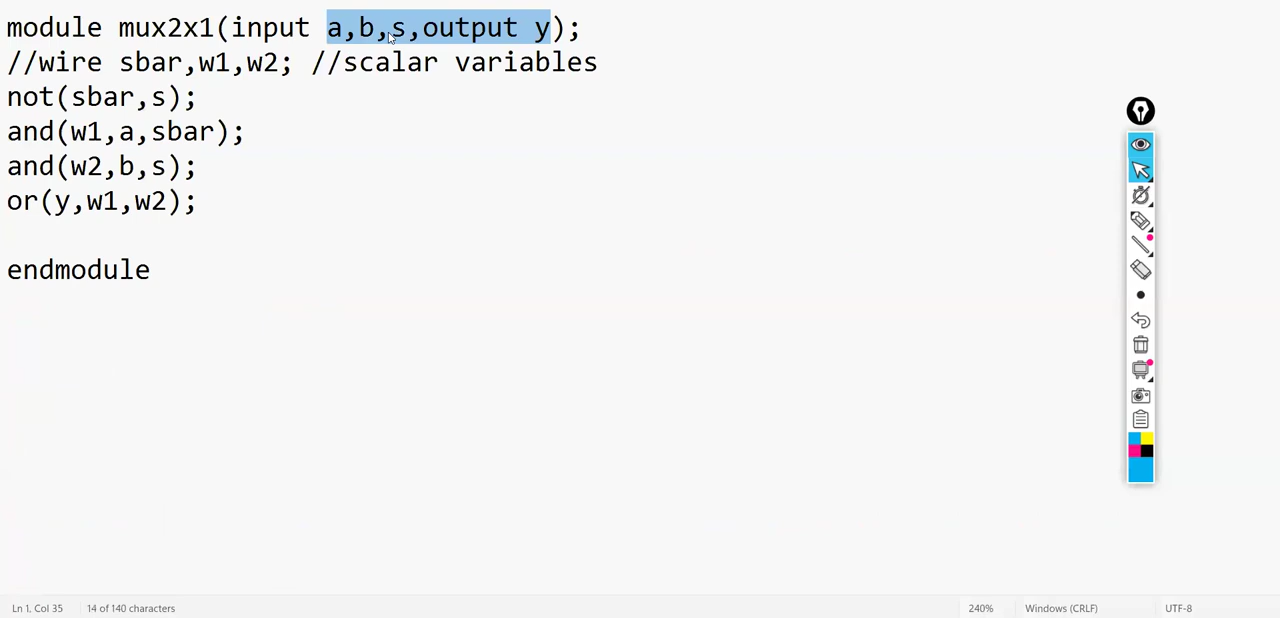 module mux2x1(input a,b,s,output y);
//wire sbar,w1,w2; //scalar variables
not(sbar,s);
and(w1,a,sbar);
and(w2,b,s);
or(y,w1,w2);
endmodule
Ln 1, Col 35 14 of 140 characters 240% Windows (CRLF) UTF-8